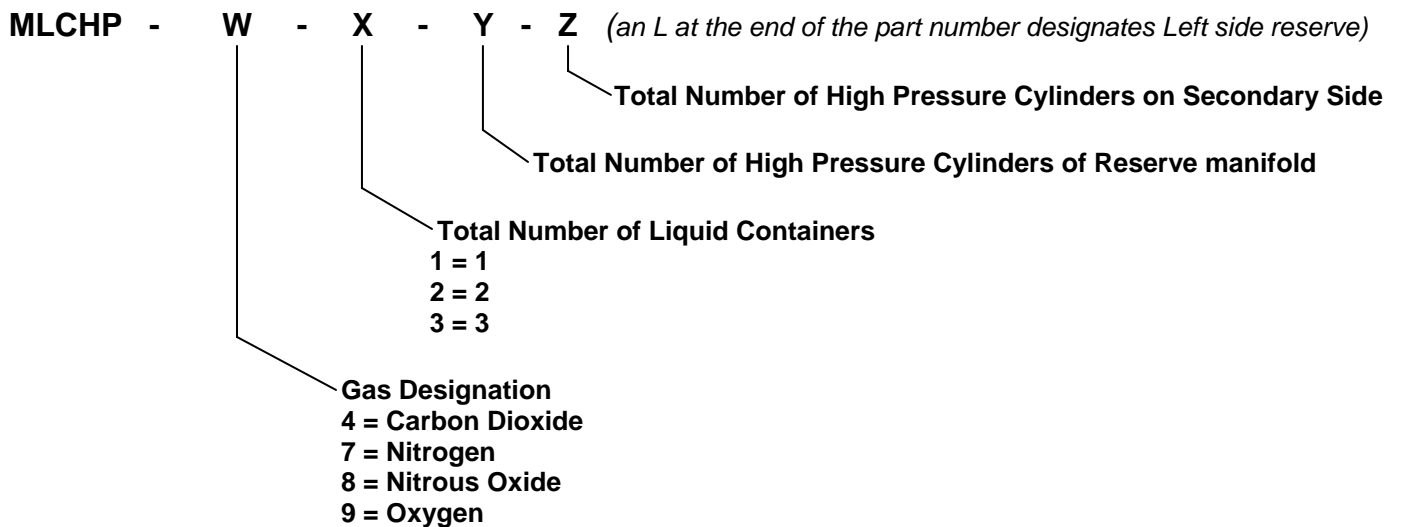 MLCHP - W - X - Y - Z (an L at the end of the part number designates Left side reserve)
Total Number of High Pressure Cylinders on Secondary Side
Total Number of High Pressure Cylinders of Reserve manifold
Total Number of Liquid Containers
1 = 1
2 = 2
3 = 3
Gas Designation
4 = Carbon Dioxide
7 = Nitrogen
8 = Nitrous Oxide
9 = Oxygen